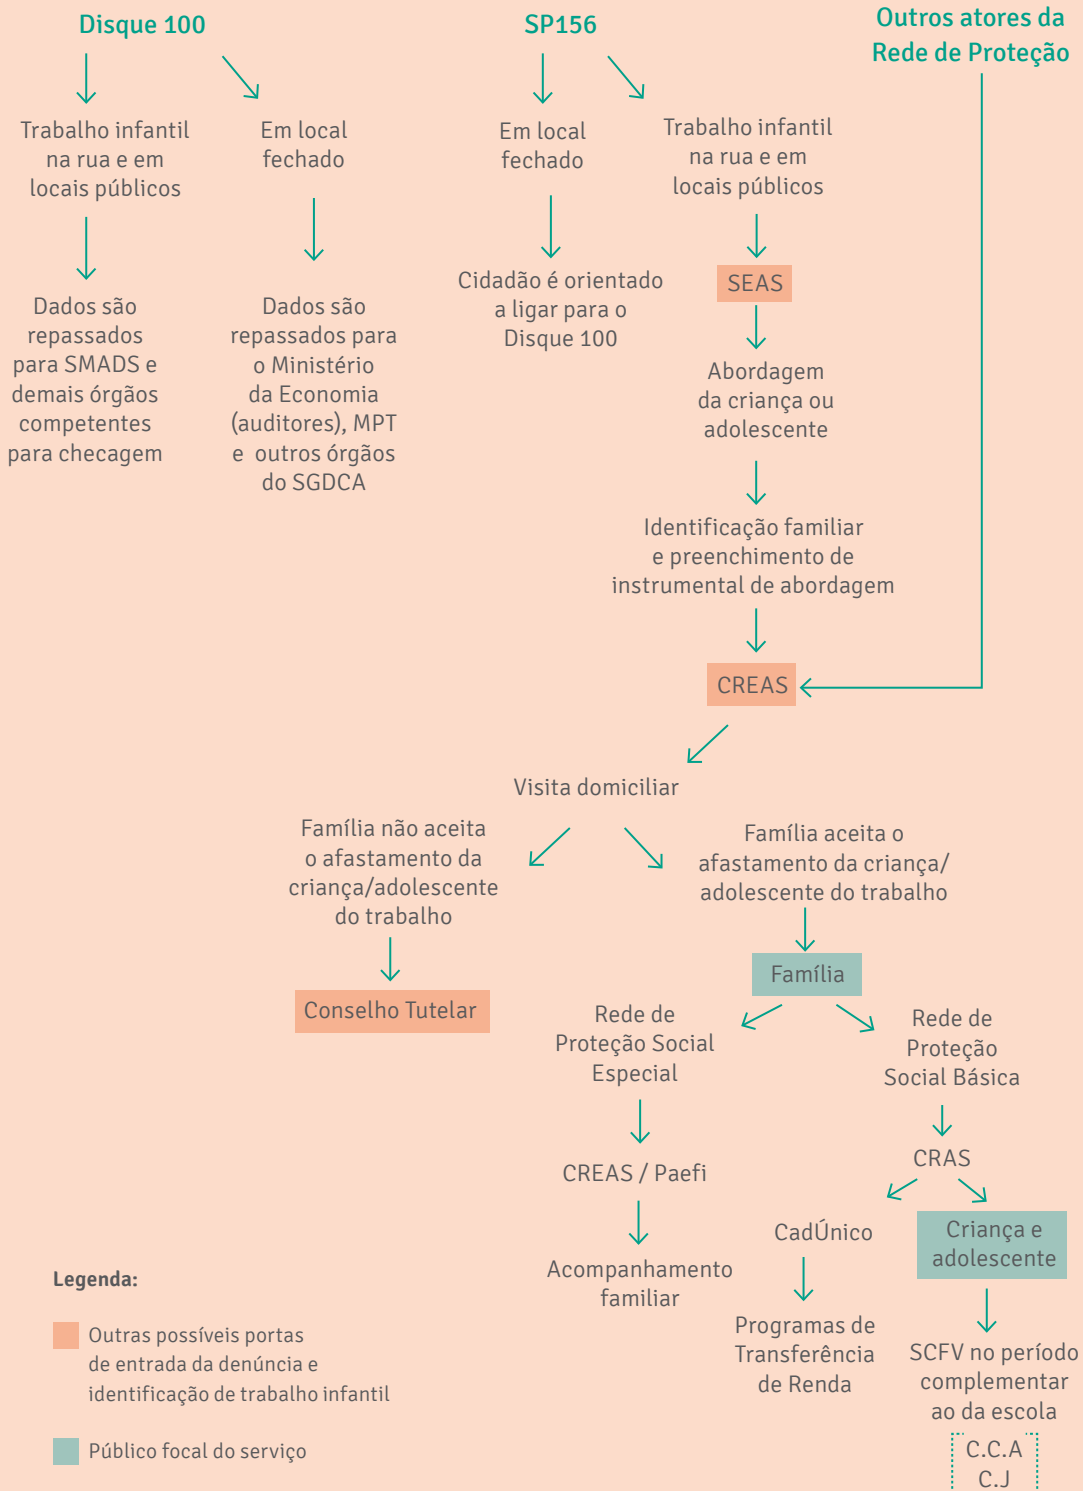 Disque 100
Trabalho infantil
na rua e em
locais públicos
Dados são
repassados
para SMADS e
demais órgãos
competentes
para checagem
Em local
fechado
Dados são
repassados para
o Ministério
da Economia
(auditores), MPT
e outros órgãos
do SGDCA
SP156
Em local
fechado
Cidadão é orientado
a ligar para o
Disque 100
Trabalho infantil
na rua e em
locais públicos
SEAS
Abordagem
da criança ou
adolescente
Identificação familiar
e preenchimento de
instrumental de abordagem
Outros atores da
Rede de Proteção
CREAS
Visita domiciliar
Família não aceita
o afastamento da
criança/adolescente
do trabalho
Conselho Tutelar
Família aceita o
afastamento da criança/
adolescente do trabalho
Família
Rede de
Proteção Social
Especial
CREAS / Paefi
Acompanhamento
familiar
Rede de
Proteção
Social Básica
CRAS
CadÚnico
Programas de
Transferência
de Renda
Criança e
adolescente
SCFV no período
complementar
ao da escola
C.C.A
C.J
Legenda:
Outras possíveis portas
de entrada da denúncia e
identificação de trabalho infantil
Público focal do serviço